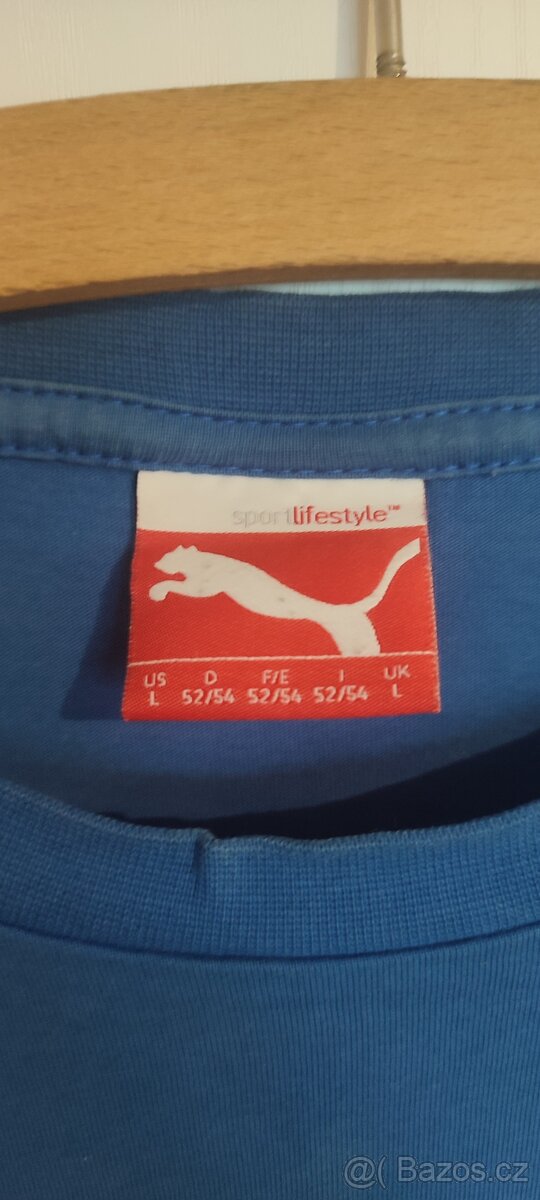 sportlifestyle™
US D F/E I UK
L 52/54 52/54 52/54 L
@( Bazos.cz